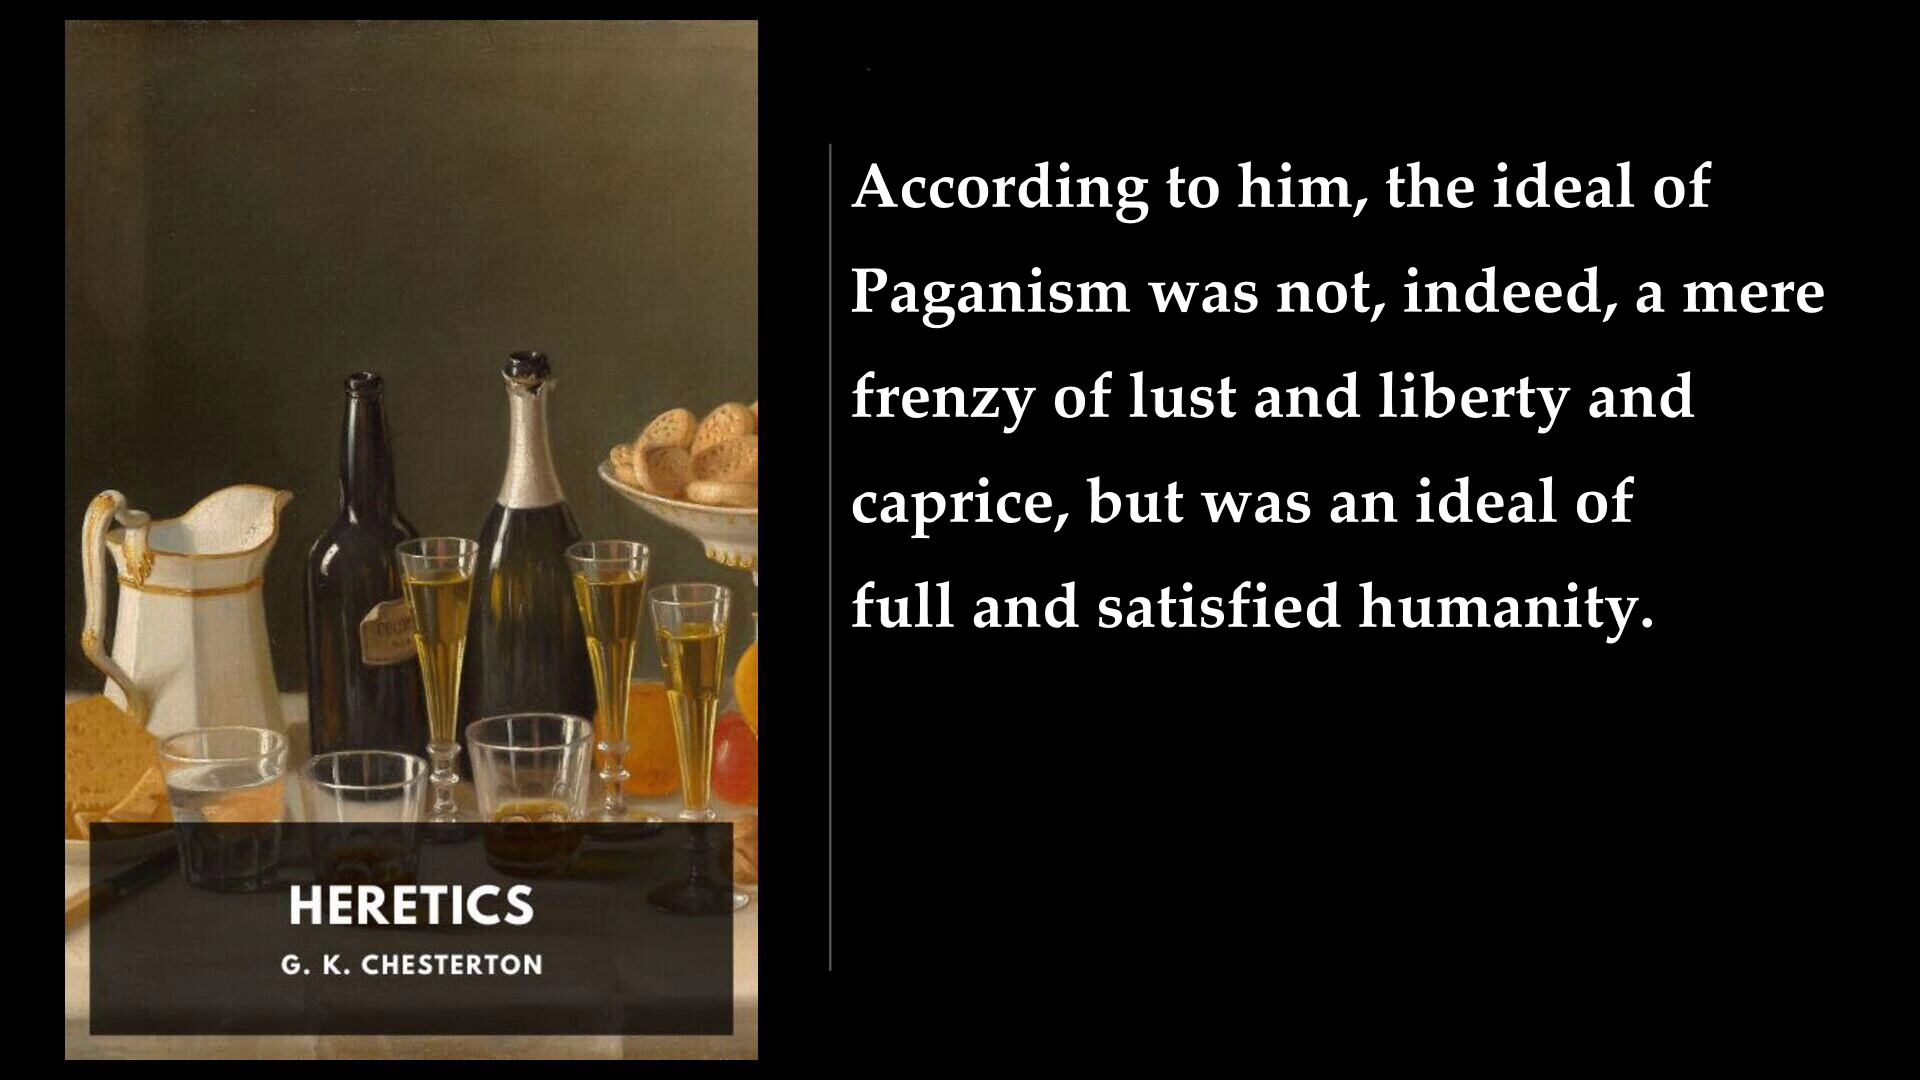 According to him, the ideal of
Paganism was not, indeed, a mere
frenzy of lust and liberty and
caprice, but was an ideal of
full and satisfied humanity.
HERETICS
G. K. CHESTERTON